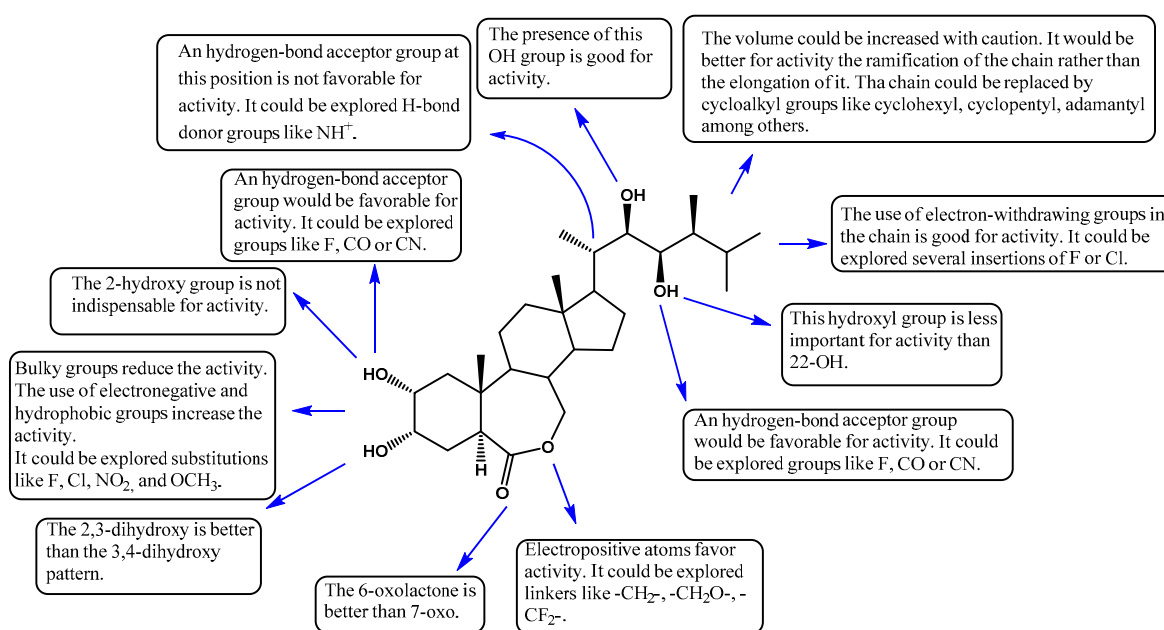 An hydrogen-bond acceptor group at
this position is not favorable for
activity. It could be explored H-bond
donor groups like NH+.
The presence of this
OH group is good for
activity.
The volume could be increased with caution. It would be
better for activity the ramification of the chain rather than
the elongation of it. Tha chain could be replaced by
cycloalkyl groups like cyclohexyl, cyclopentyl, adamantyl
among others.
An hydrogen-bond acceptor
group would be favorable for
activity. It could be explored
groups like F, CO or CN.
The use of electron-withdrawing groups in
the chain is good for activity. It could be
explored several insertions of F or Cl.
The 2-hydroxy group is not
indispensable for activity.
OH
OH
This hydroxyl group is less
important for activity than
22-OH.
Bulky groups reduce the activity.
The use of electronegative and
hydrophobic groups increase the
activity.
It could be explored substitutions
like F, Cl, NO2, and OCH3.
HO
HO
H
O
O
An hydrogen-bond acceptor group
would be favorable for activity. It could
be explored groups like F, CO or CN.
The 2,3-dihydroxy is better
than the 3,4-dihydroxy
pattern.
The 6-oxolactone is
better than 7-oxo.
Electropositive atoms favor
activity. It could be explored
linkers like -CH2-, -CH2O-, -
CF2-.